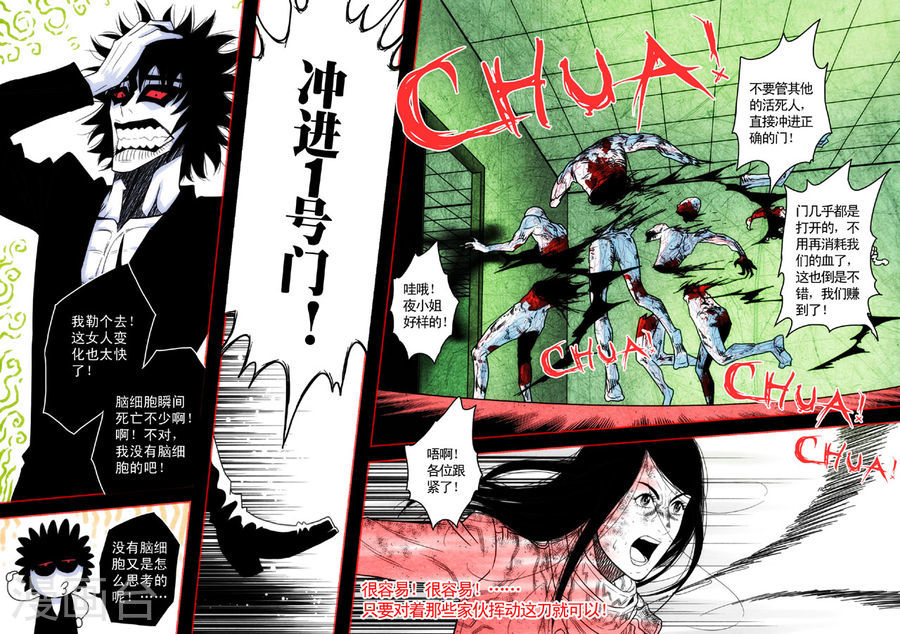 CHUA!
不要管其他
的活死人，
直接冲进正
确的门！
门几乎都是
打开的，不
用再消耗我
们的血了，
这也倒是不
错，我们赚
到了！
哇哦！
夜小姐
好样的！
CHUA!
CHUA!
CHUA!
唔啊！
各位跟
紧了！
很容易！很容易！……
只要对着那些家伙挥动这刀就可以！
冲进1号门！
我勒个去！
这女人变
化也太快
了！
脑细胞瞬间
死亡不少啊！
啊！不对，
我没有脑细
胞的吧！
没有脑细
胞又是怎
么思考的
呢！……
漫画台